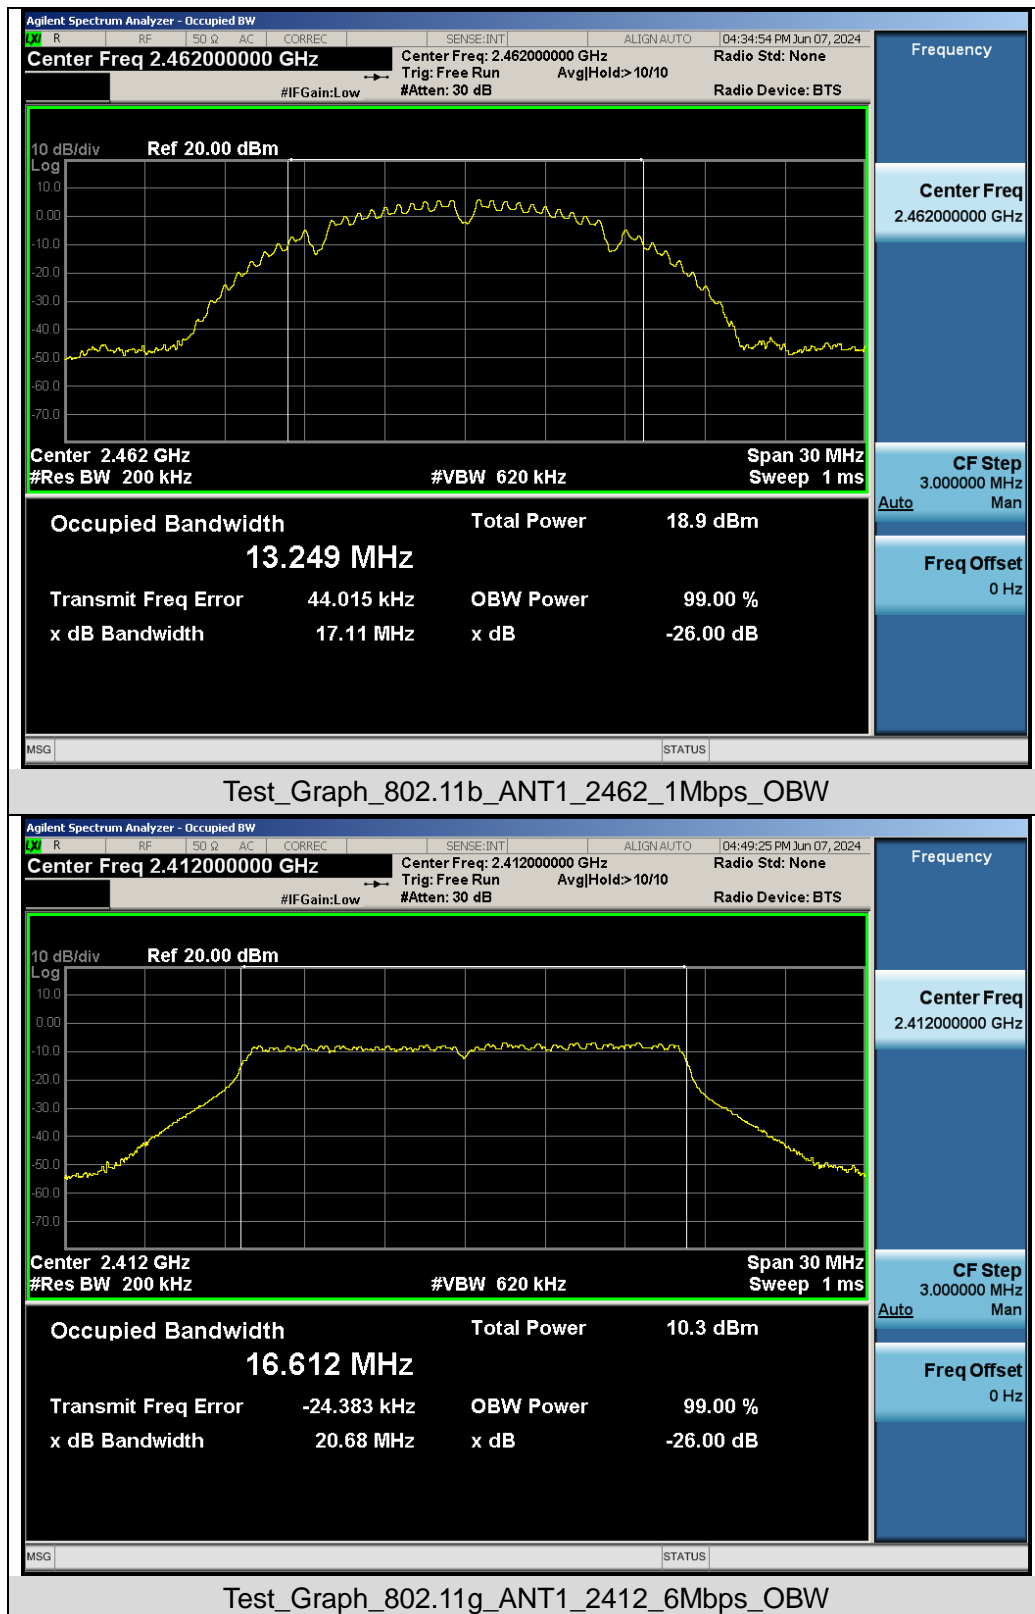 Agilent Spectrum Analyzer - Occupied BW
LXI R RF 50 Ω AC CORREC SENSE:INT ALIGN AUTO 04:34:54 PM Jun 07, 2024
Center Freq 2.462000000 GHz Center Freq: 2.462000000 GHz Radio Std: None
Trig: Free Run Avg|Hold:> 10/10
#IFGain:Low #Atten: 30 dB Radio Device: BTS
Frequency
10 dB/div Ref 20.00 dBm
Log
10.0
0.00
-10.0
-20.0
-30.0
-40.0
-50.0
-60.0
-70.0
Center 2.462 GHz Span 30 MHz
#Res BW 200 kHz #VBW 620 kHz Sweep 1 ms
Center Freq
2.462000000 GHz
CF Step
3.000000 MHz
Auto Man
Freq Offset
0 Hz
Occupied Bandwidth Total Power 18.9 dBm
13.249 MHz
Transmit Freq Error 44.015 kHz OBW Power 99.00 %
x dB Bandwidth 17.11 MHz x dB -26.00 dB
MSG STATUS
Test_Graph_802.11b_ANT1_2462_1Mbps_OBW
Agilent Spectrum Analyzer - Occupied BW
LXI R RF 50 Ω AC CORREC SENSE:INT ALIGN AUTO 04:49:25 PM Jun 07, 2024
Center Freq 2.412000000 GHz Center Freq: 2.412000000 GHz Radio Std: None
Trig: Free Run Avg|Hold:> 10/10
#IFGain:Low #Atten: 30 dB Radio Device: BTS
Frequency
10 dB/div Ref 20.00 dBm
Log
10.0
0.00
-10.0
-20.0
-30.0
-40.0
-50.0
-60.0
-70.0
Center 2.412 GHz Span 30 MHz
#Res BW 200 kHz #VBW 620 kHz Sweep 1 ms
Center Freq
2.412000000 GHz
CF Step
3.000000 MHz
Auto Man
Freq Offset
0 Hz
Occupied Bandwidth Total Power 10.3 dBm
16.612 MHz
Transmit Freq Error -24.383 kHz OBW Power 99.00 %
x dB Bandwidth 20.68 MHz x dB -26.00 dB
MSG STATUS
Test_Graph_802.11g_ANT1_2412_6Mbps_OBW